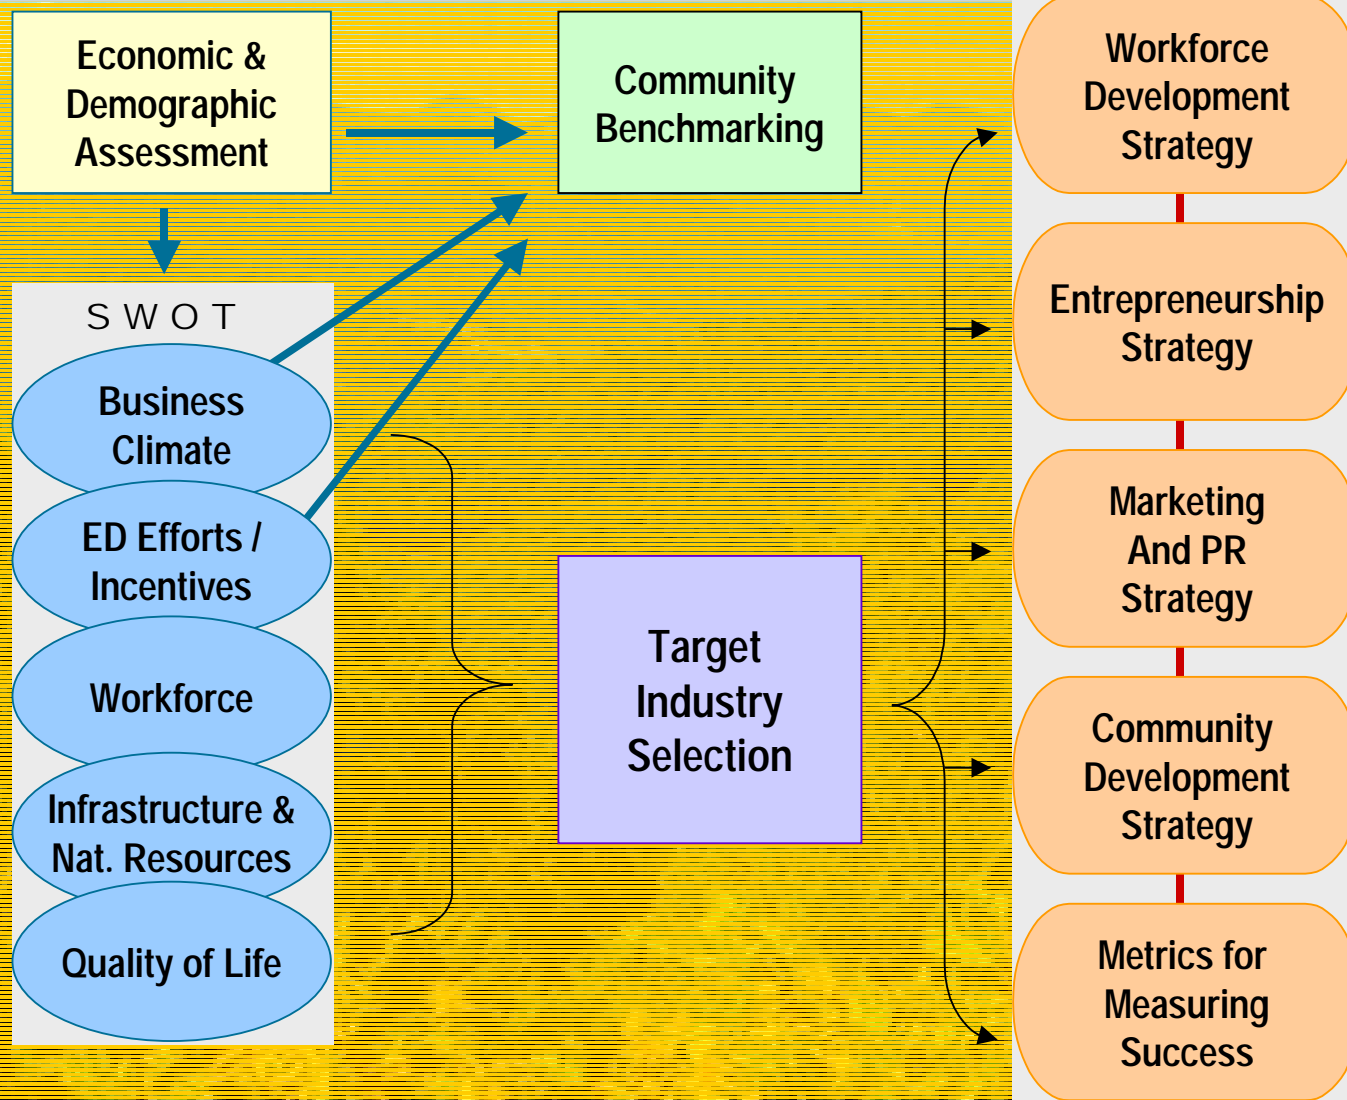 Economic &
Demographic
Assessment
Community
Benchmarking
Workforce
Development
Strategy
SWOT
Business
Climate
ED Efforts /
Incentives
Workforce
Infrastructure &
Nat. Resources
Quality of Life
Target
Industry
Selection
Entrepreneurship
Strategy
Marketing
And PR
Strategy
Community
Development
Strategy
Metrics for
Measuring
Success